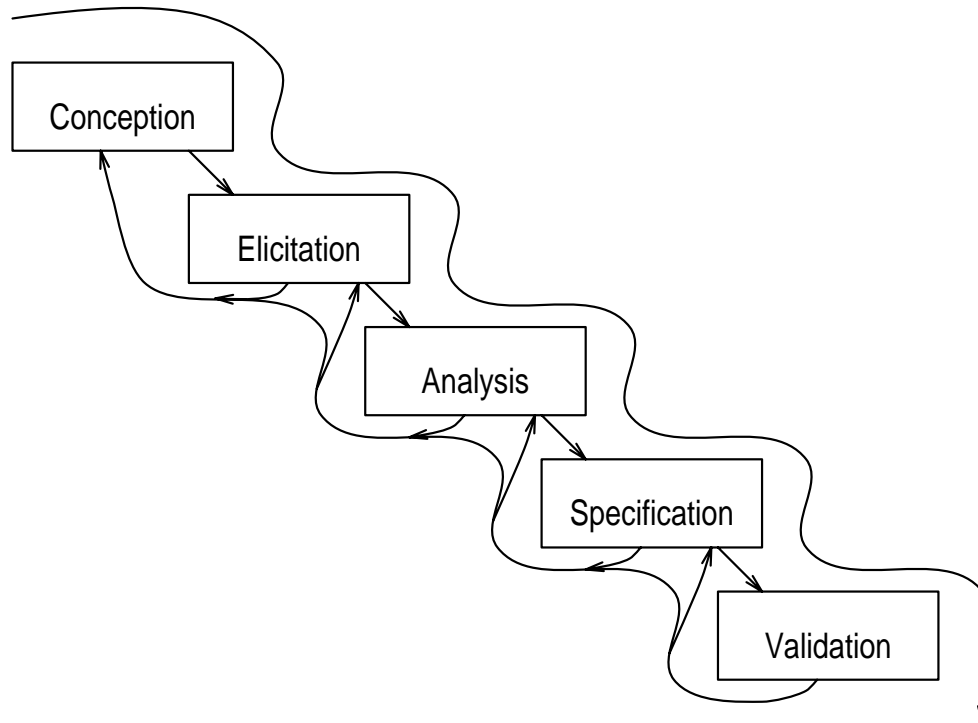 Conception
Elicitation
Analysis
Specification
Validation